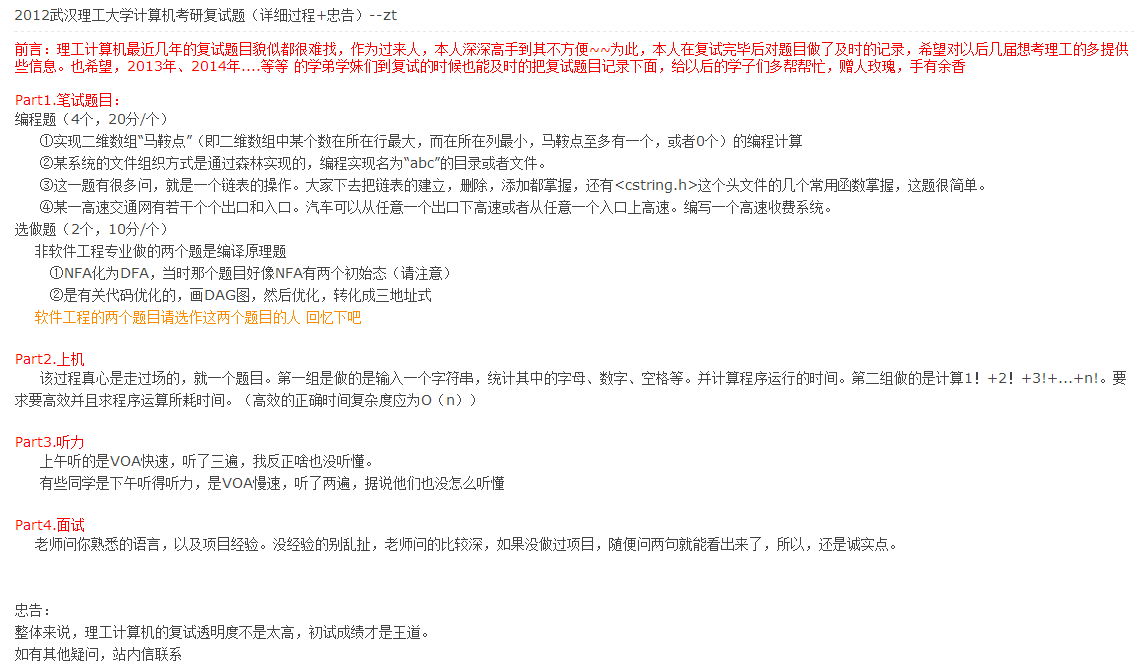 2012武汉理工大学计算机考研复试题（详细过程+忠告）--zt
前言：理工计算机最近几年的复试题目貌似都很难找，作为过来人，本人深深高手到其不方便~~为此，本人在复试完毕后对题目做了及时的记录，希望对以后几届想考理工的多提供
些信息。也希望，2013年、2014年....等等 的学弟学妹们到复试的时候也能及时的把复试题目记录下面，给以后的学子们多帮帮忙，赠人玫瑰，手有余香
Part1.笔试题目：
编程题（4个，20分/个）
①实现二维数组“马鞍点”（即二维数组中某个数在所在行最大，而在所在列最小，马鞍点至多有一个，或者0个）的编程计算
②某系统的文件组织方式是通过森林实现的，编程实现名为“abc”的目录或者文件。
③这一题有很多问，就是一个链表的操作。大家下去把链表的建立，删除，添加都掌握，还有<cstring.h>这个头文件的几个常用函数掌握，这题很简单。
④某一高速交通网有若干个个出口和入口。汽车可以从任意一个出口下高速或者从任意一个入口上高速。编写一个高速收费系统。
选做题（2个，10分/个）
非软件工程专业做的两个题是编译原理题
①NFA化为DFA，当时那个题目好像NFA有两个初始态（请注意）
②是有关代码优化的，画DAG图，然后优化，转化成三地址式
软件工程的两个题目请选作这两个题目的人 回忆下吧
Part2.上机
该过程真心是走过场的，就一个题目。第一组是做的是输入一个字符串，统计其中的字母、数字、空格等。并计算程序运行的时间。第二组做的是计算1！+2！+3!+...+n!。要
求要高效并且求程序运算所耗时间。（高效的正确时间复杂度应为O（n））
Part3.听力
上午听的是VOA快速，听了三遍，我反正啥也没听懂。
有些同学是下午听得听力，是VOA慢速，听了两遍，据说他们也没怎么听懂
Part4.面试
老师问你熟悉的语言，以及项目经验。没经验的别乱扯，老师问的比较深，如果没做过项目，随便问两句就能看出来了，所以，还是诚实点。
忠告：
整体来说，理工计算机的复试透明度不是太高，初试成绩才是王道。
如有其他疑问，站内信联系